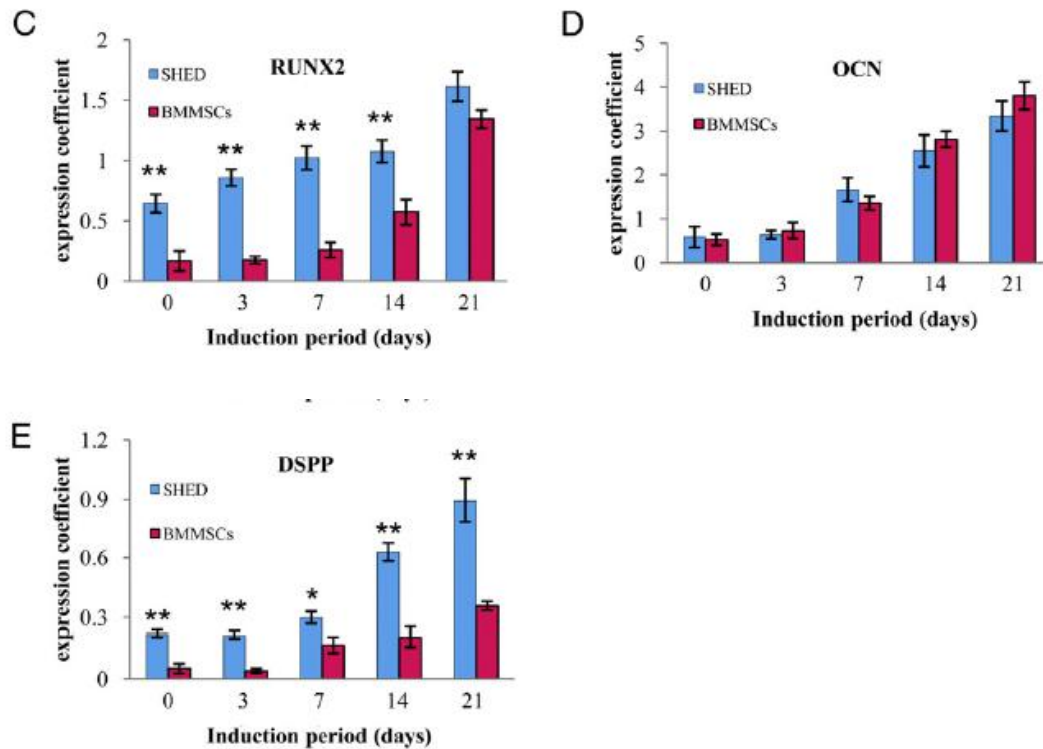 C
RUNX2
expression coefficient
2
1.5
1
0.5
0
SHED
BMMSCs
**
**
**
**
0 3 7 14 21
Induction period (days)
D
OCN
expression coefficient
5
4
3
2
1
0
SHED
BMMSCs
0 3 7 14 21
Induction period (days)
E
DSPP
expression coefficient
1.2
0.9
0.6
0.3
0
SHED
BMMSCs
**
**
*
**
**
0 3 7 14 21
Induction period (days)